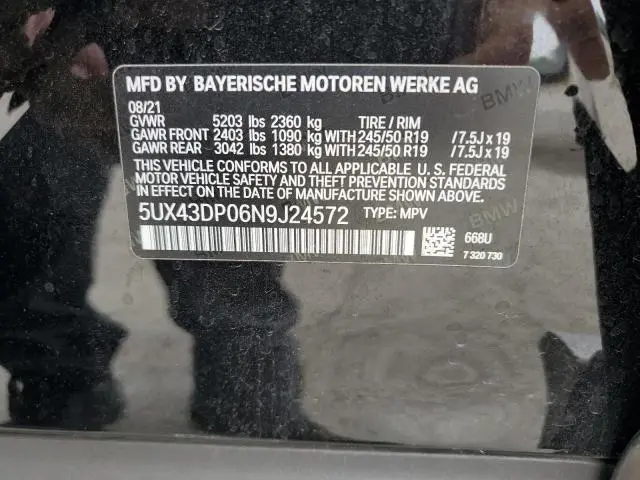 MFD BY BAYERISCHE MOTOREN WERKE AG
08/21
GVWR 5203 lbs 2360 kg TIRE / RIM
GAWR FRONT 2403 lbs 1090 kg WITH 245/50 R19 /7.5J x 19
GAWR REAR 3042 lbs 1380 kg WITH 245/50 R19 /7.5J x 19
THIS VEHICLE CONFORMS TO ALL APPLICABLE U. S. FEDERAL
MOTOR VEHICLE SAFETY AND THEFT PREVENTION STANDARDS
IN EFFECT ON THE DATE OF MANUFACTURE SHOWN ABOVE.
5UX43DP06N9J24572 TYPE: MPV
668U
7 320 730